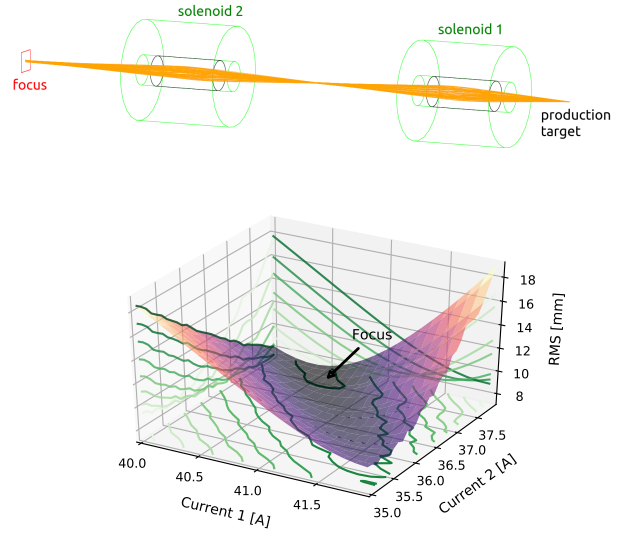 solenoid 2
solenoid 1
focus
production
target
Focus
18
16
14
12
10
8
RMS [mm]
40.0
40.5
41.0
41.5
Current 1 [A]
35.0
35.5
36.0
36.5
37.0
37.5
Current 2 [A]